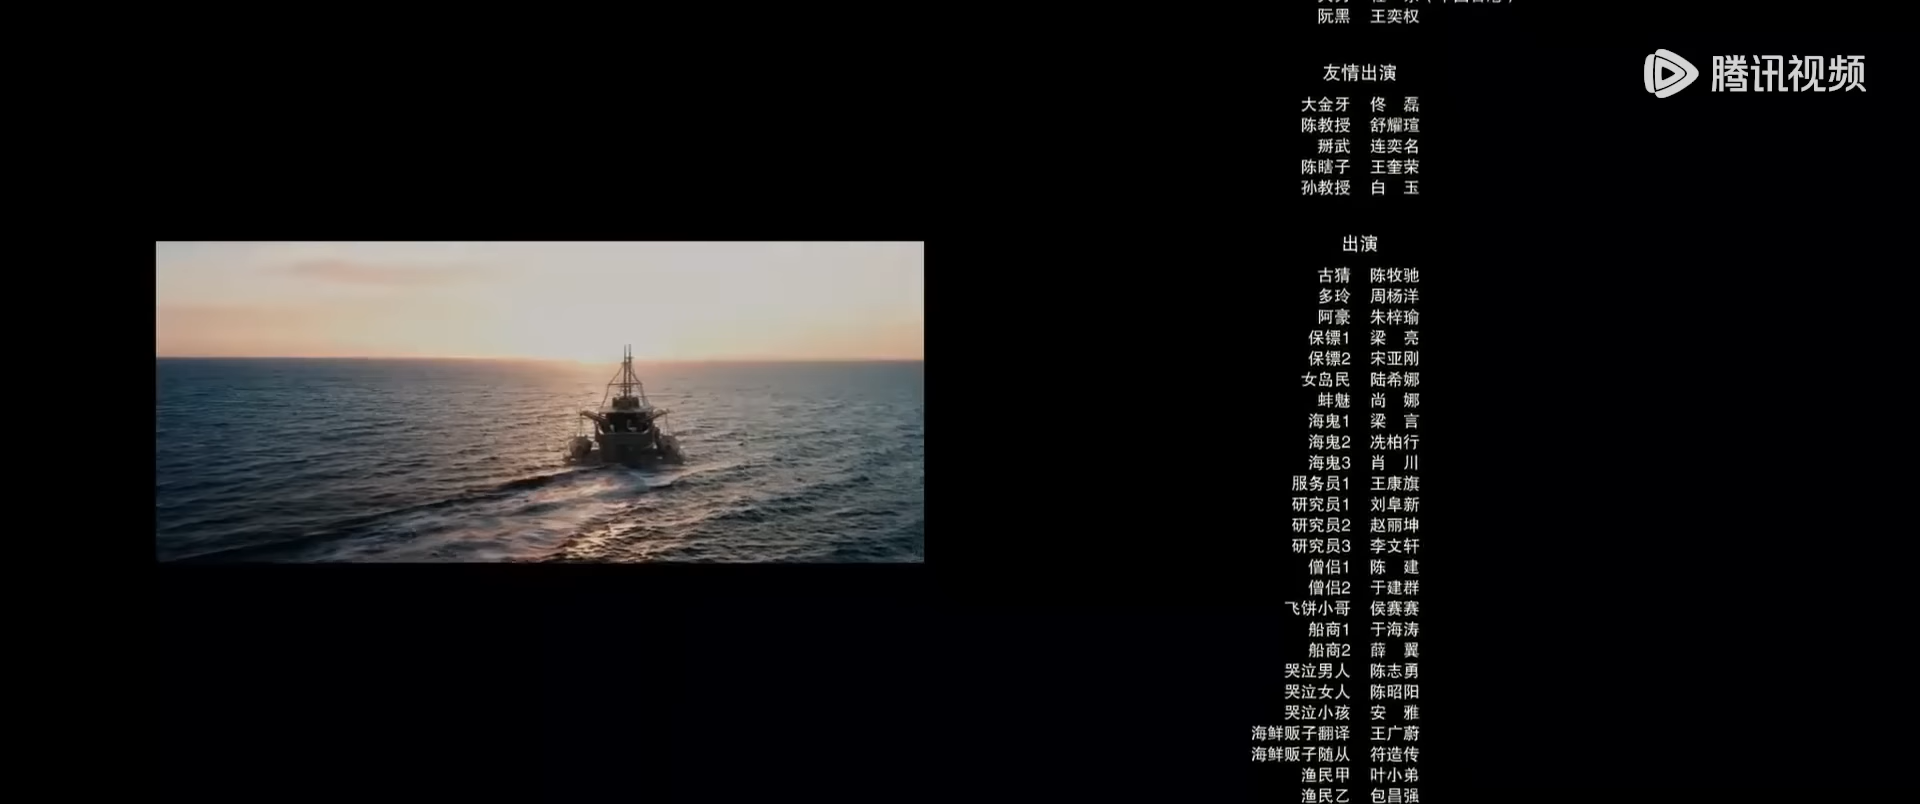 阮黑 王奕权
腾讯视频
友情出演
大金牙 佟 磊
陈教授 舒耀瑄
掰武 连奕名
陈瞎子 王奎荣
孙教授 白 玉
出演
古猜 陈牧驰
多玲 周杨洋
阿豪 朱梓瑜
保镖1 梁 亮
保镖2 宋亚刚
女岛民 陆希娜
蚌魅 尚 娜
海鬼1 梁 言
海鬼2 冼柏行
海鬼3 肖 川
服务员1 王康旗
研究员1 刘阜新
研究员2 赵丽坤
研究员3 李文轩
僧侣1 陈 建
僧侣2 于建群
飞饼小哥 侯赛赛
船商1 于海涛
船商2 薛 翼
哭泣男人 陈志勇
哭泣女人 陈昭阳
哭泣小孩 安 雅
海鲜贩子翻译 王广蔚
海鲜贩子随从 符造传
渔民甲 叶小弟
渔民乙 包昌强